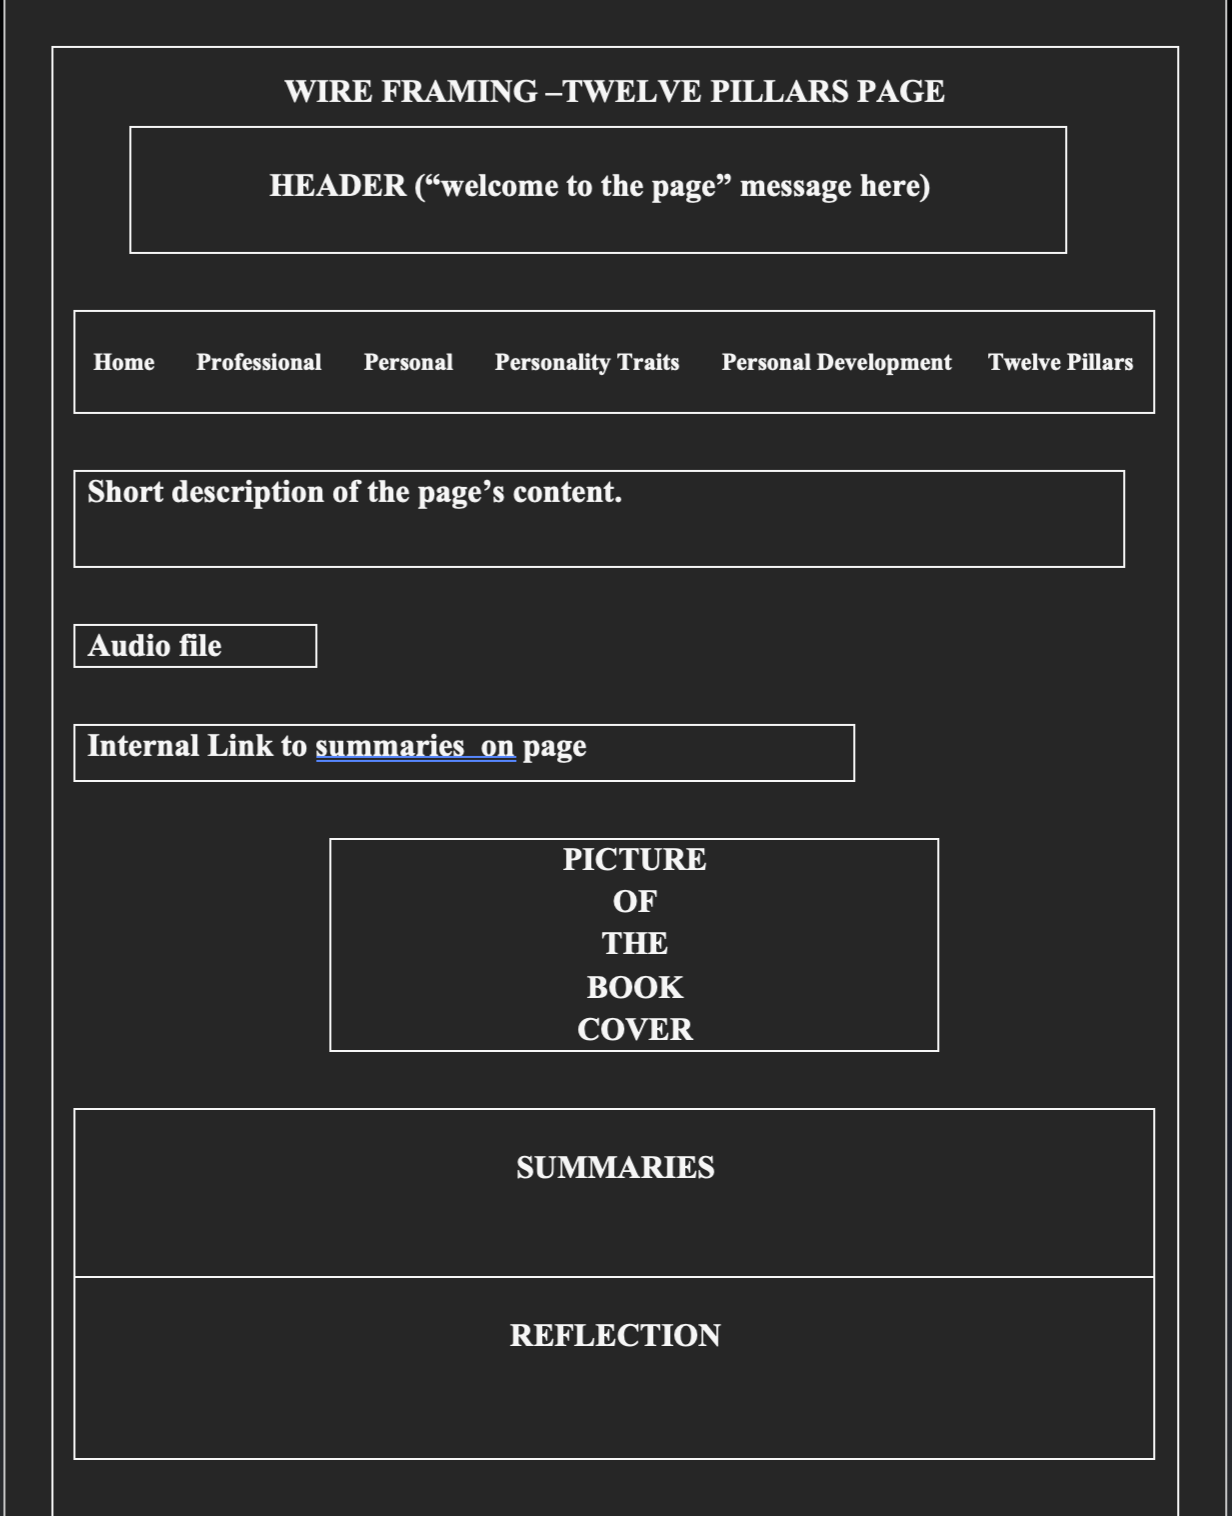 WIRE FRAMING –TWELVE PILLARS PAGE
HEADER (“welcome to the page” message here)
Home Professional Personal Personality Traits Personal Development Twelve Pillars
Short description of the page’s content.
Audio file
Internal Link to summaries  on page
PICTURE
OF
THE
BOOK
COVER
SUMMARIES
REFLECTION